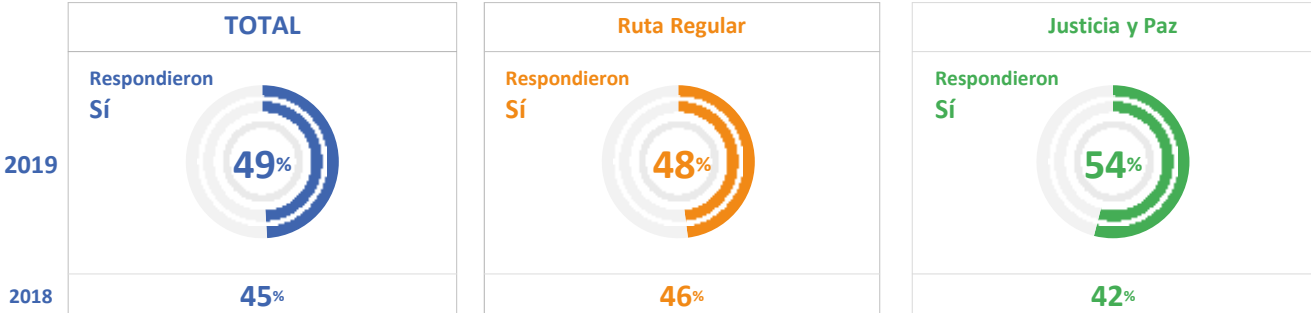 TOTAL
Ruta Regular
Justicia y Paz
Respondieron
Sí
Respondieron
Sí
Respondieron
Sí
2019
49%
48%
54%
2018
45%
46%
42%